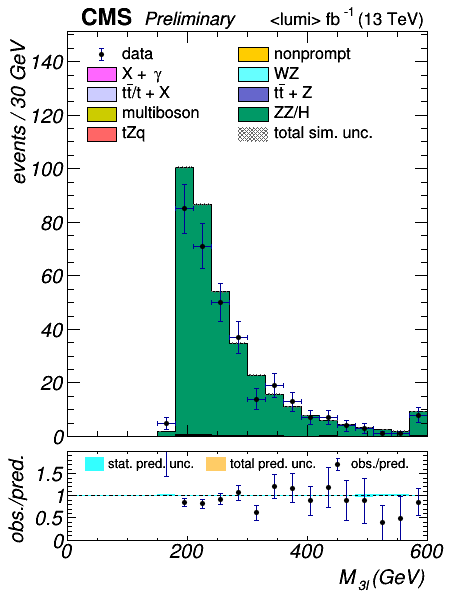 CMS Preliminary <lumi> fb⁻¹ (13 TeV)
events / 30 GeV
140
120
100
80
60
40
20
0
data
nonprompt
X + γ
WZ
tt̄/t + X
tt̄ + Z
multiboson
ZZ/H
tZq
total sim. unc.
obs./pred.
1.5
1
0.5
0
stat. pred. unc.
total pred. unc.
obs./pred.
0 200 400 600
M3l (GeV)